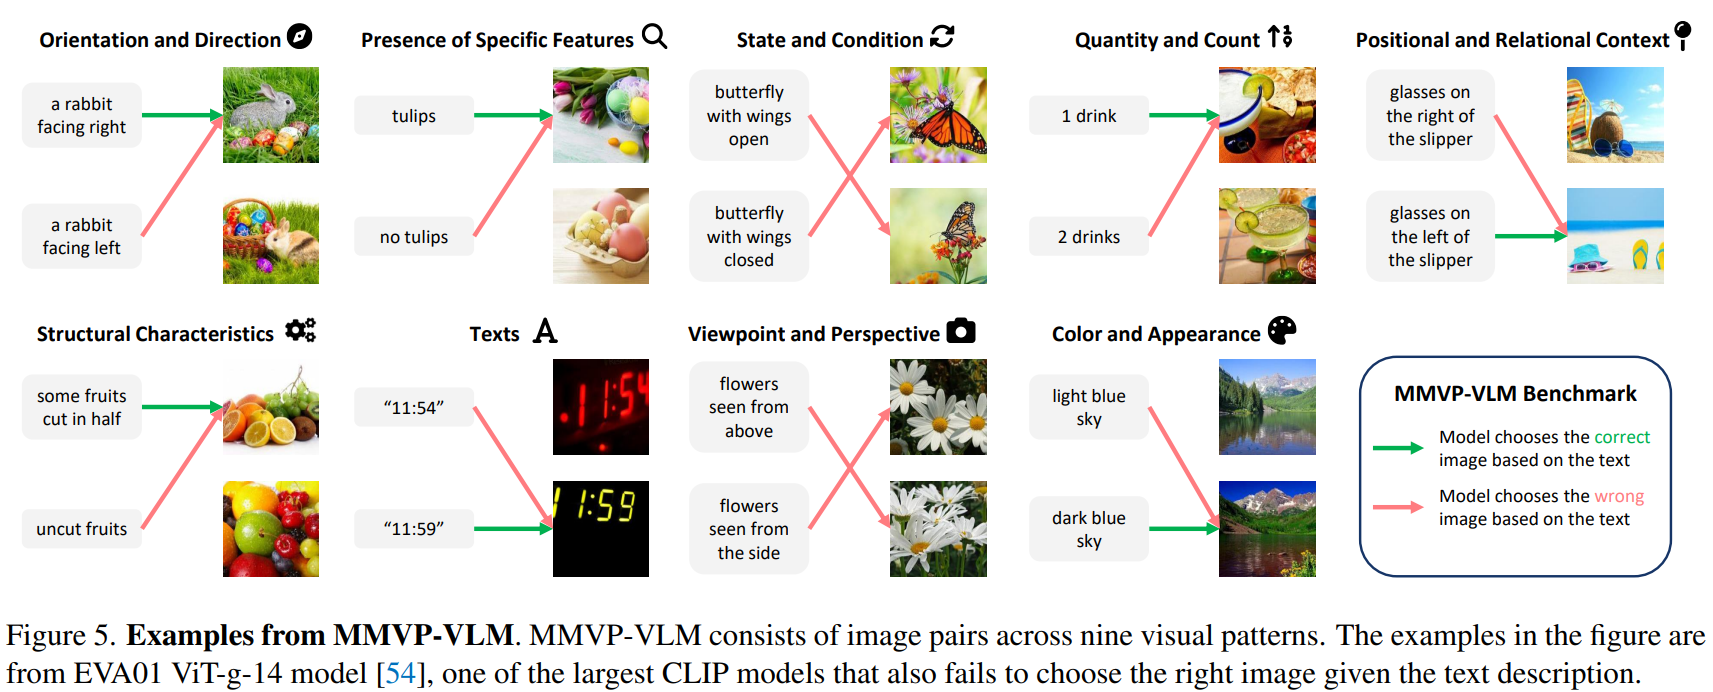 Orientation and Direction
a rabbit
facing right
a rabbit
facing left
Presence of Specific Features
tulips
no tulips
State and Condition
butterfly
with wings
open
butterfly
with wings
closed
Quantity and Count
1 drink
2 drinks
Positional and Relational Context
glasses on
the right of
the slipper
glasses on
the left of
the slipper
Structural Characteristics
some fruits
cut in half
uncut fruits
Texts
“11:54”
“11:59”
11:54
11:59
Viewpoint and Perspective
flowers
seen from
above
flowers
seen from
the side
Color and Appearance
light blue
sky
dark blue
sky
MMVP-VLM Benchmark
Model chooses the correct
image based on the text
Model chooses the wrong
image based on the text
Figure 5. Examples from MMVP-VLM. MMVP-VLM consists of image pairs across nine visual patterns. The examples in the figure are
from EVA01 ViT-g-14 model [54], one of the largest CLIP models that also fails to choose the right image given the text description.